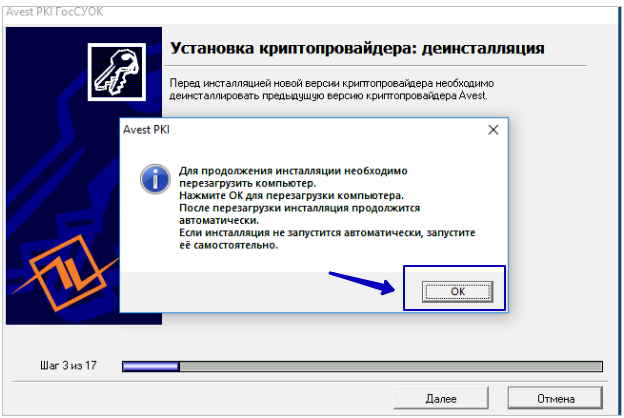 Avest PKI ГосСУОК
Установка криптопровайдера: деинсталляция
Перед инсталляцией новой версии криптопровайдера необходимо
деинсталлировать предыдущую версию криптопровайдера Avest.
Avest PKI
Для продолжения инсталляции необходимо
перезагрузить компьютер.
Нажмите ОК для перезагрузки компьютера.
После перезагрузки инсталляция продолжится
автоматически.
Если инсталляция не запустится автоматически, запустите
её самостоятельно.
ОК
Шаг 3 из 17
Далее
Отмена